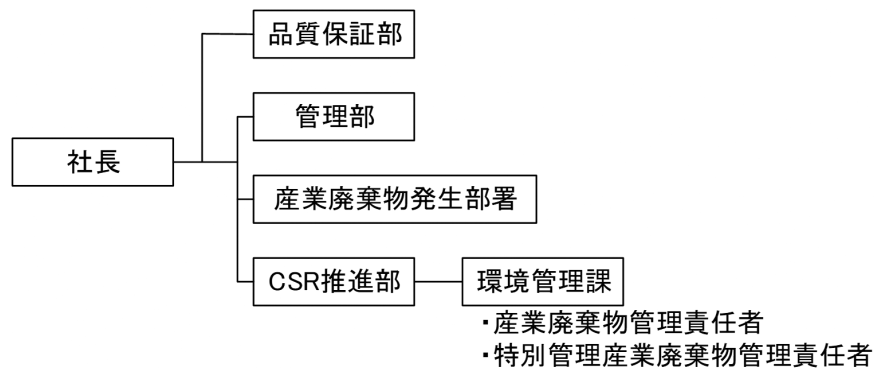 品質保証部
管理部
社長
産業廃棄物発生部署
CSR推進部
環境管理課
・産業廃棄物管理責任者
・特別管理産業廃棄物管理責任者